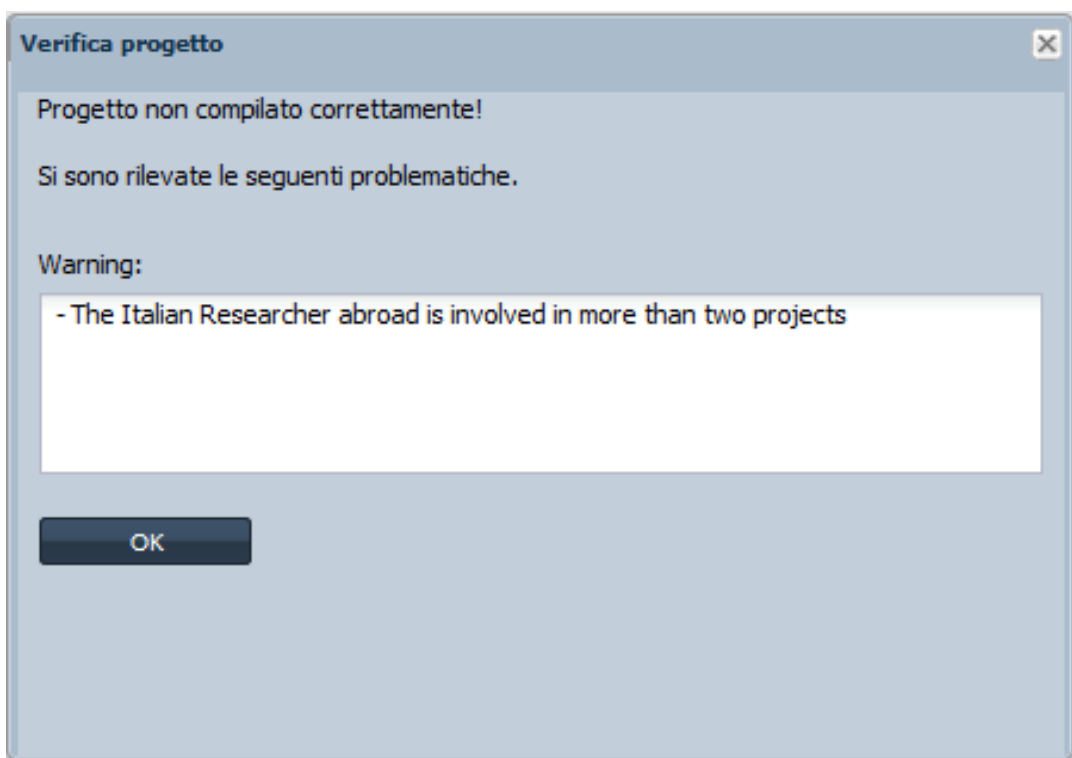 Verifica progetto
Progetto non compilato correttamente!
Si sono rilevate le seguenti problematiche.
Warning:
- The Italian Researcher abroad is involved in more than two projects
OK